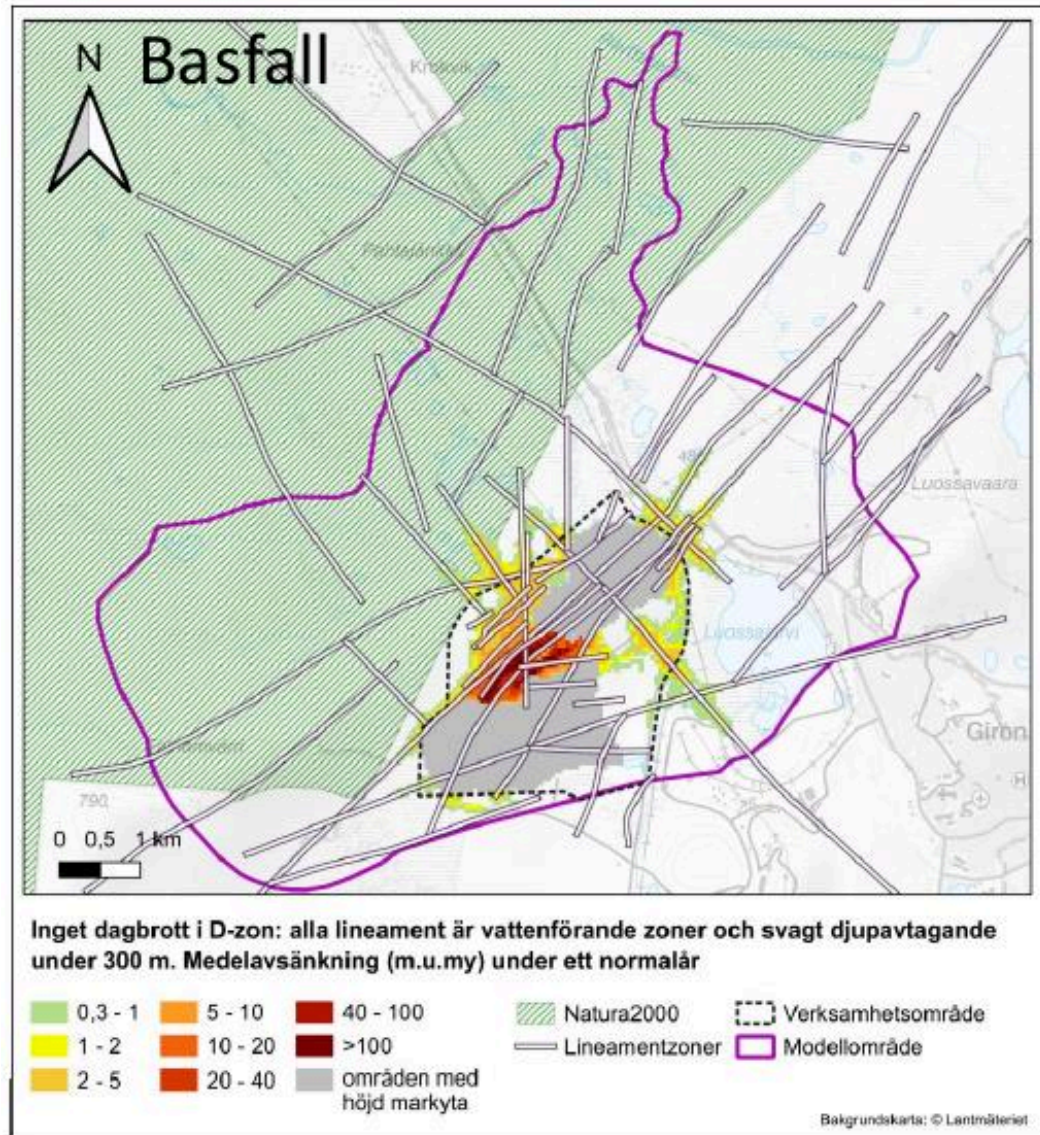 N
Basfall
Krokvik
Luossavaara
Luossajärvi
Giron
790
0 0,5 1 km
Inget dagbrott i D-zon: alla lineament är vattenförande zoner och svagt djupavtagande
under 300 m. Medelavsänkning (m.u.my) under ett normalår
0,3 - 1
1 - 2
2 - 5
5 - 10
10 - 20
20 - 40
40 - 100
>100
områden med
höjd markyta
Natura2000
Lineamentzoner
Verksamhetsområde
Modellområde
Bakgrundskarta: © Lantmäteriet